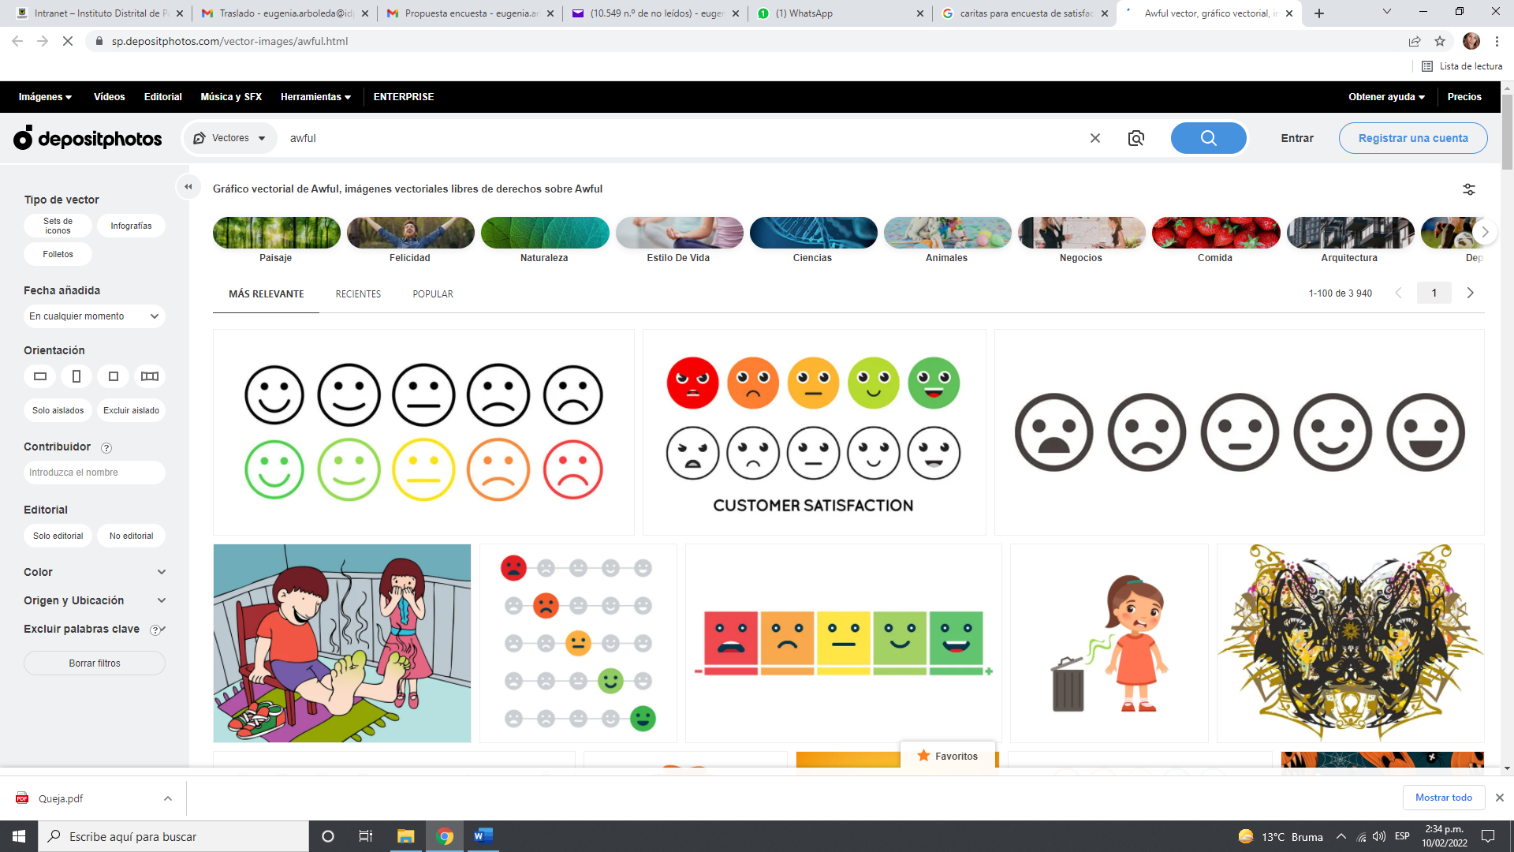 Intranet – Instituto Distrital de P
Traslado - eugenia.arboleda@idp
Propuesta encuesta - eugenia.ar
(10.549 n.º de no leídos) - euger
(1) WhatsApp
caritas para encuesta de satisfac
Awful vector, gráfico vectorial, i
sp.depositphotos.com/vector-images/awful.html
Lista de lectura
Imágenes Vídeos Editorial Música y SFX Herramientas ENTERPRISE Obtener ayuda Precios
depositphotos Vectores awful Entrar Registrar una cuenta
Gráfico vectorial de Awful, imágenes vectoriales libres de derechos sobre Awful
Tipo de vector
Sets de
iconos
Infografías
Folletos
Fecha añadida
En cualquier momento
Orientación
Solo aislados Excluir aislado
Contribuidor ?
Introduzca el nombre
Editorial
Solo editorial No editorial
Color
Origen y Ubicación
Excluir palabras clave ?
Borrar filtros
Paisaje Felicidad Naturaleza Estilo De Vida Ciencias Animales Negocios Comida Arquitectura Dep
MÁS RELEVANTE RECIENTES POPULAR 1-100 de 3 940 1
CUSTOMER SATISFACTION
Favoritos
PDF Queja.pdf Mostrar todo
Escribe aquí para buscar
13°C Bruma ESP
2:34 p.m.
10/02/2022